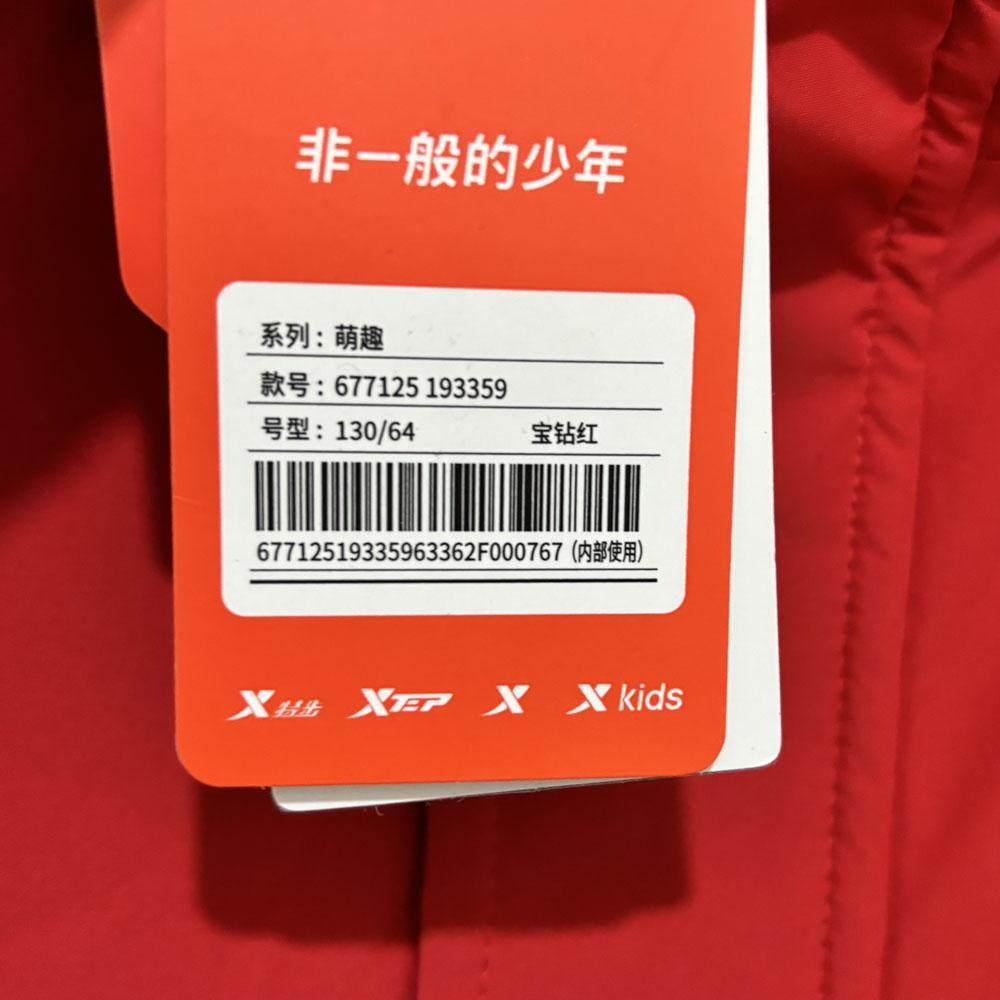 非一般的少年
系列：萌趣
款号：677125 193359
号型：130/64 宝钻红
67712519335963362F000767（内部使用）
X特步 XTEP X X kids